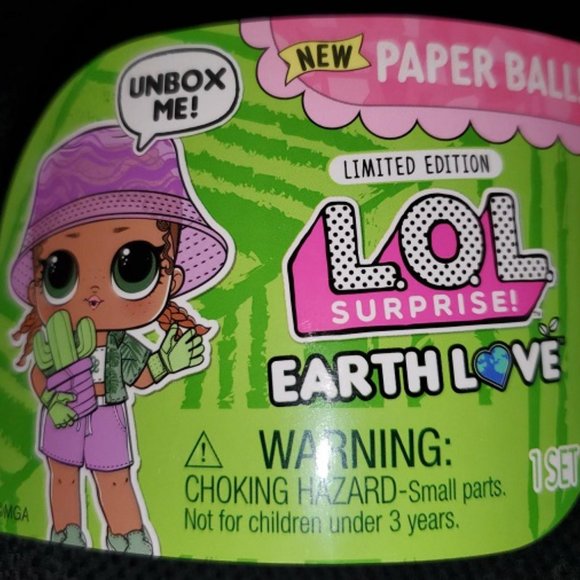 UNBOX
ME!
NEW PAPER BALL!
LIMITED EDITION
L.O.L.
SURPRISE!
EARTH LOVE
WARNING:
CHOKING HAZARD-Small parts.
Not for children under 3 years.
1 SET
©MGA